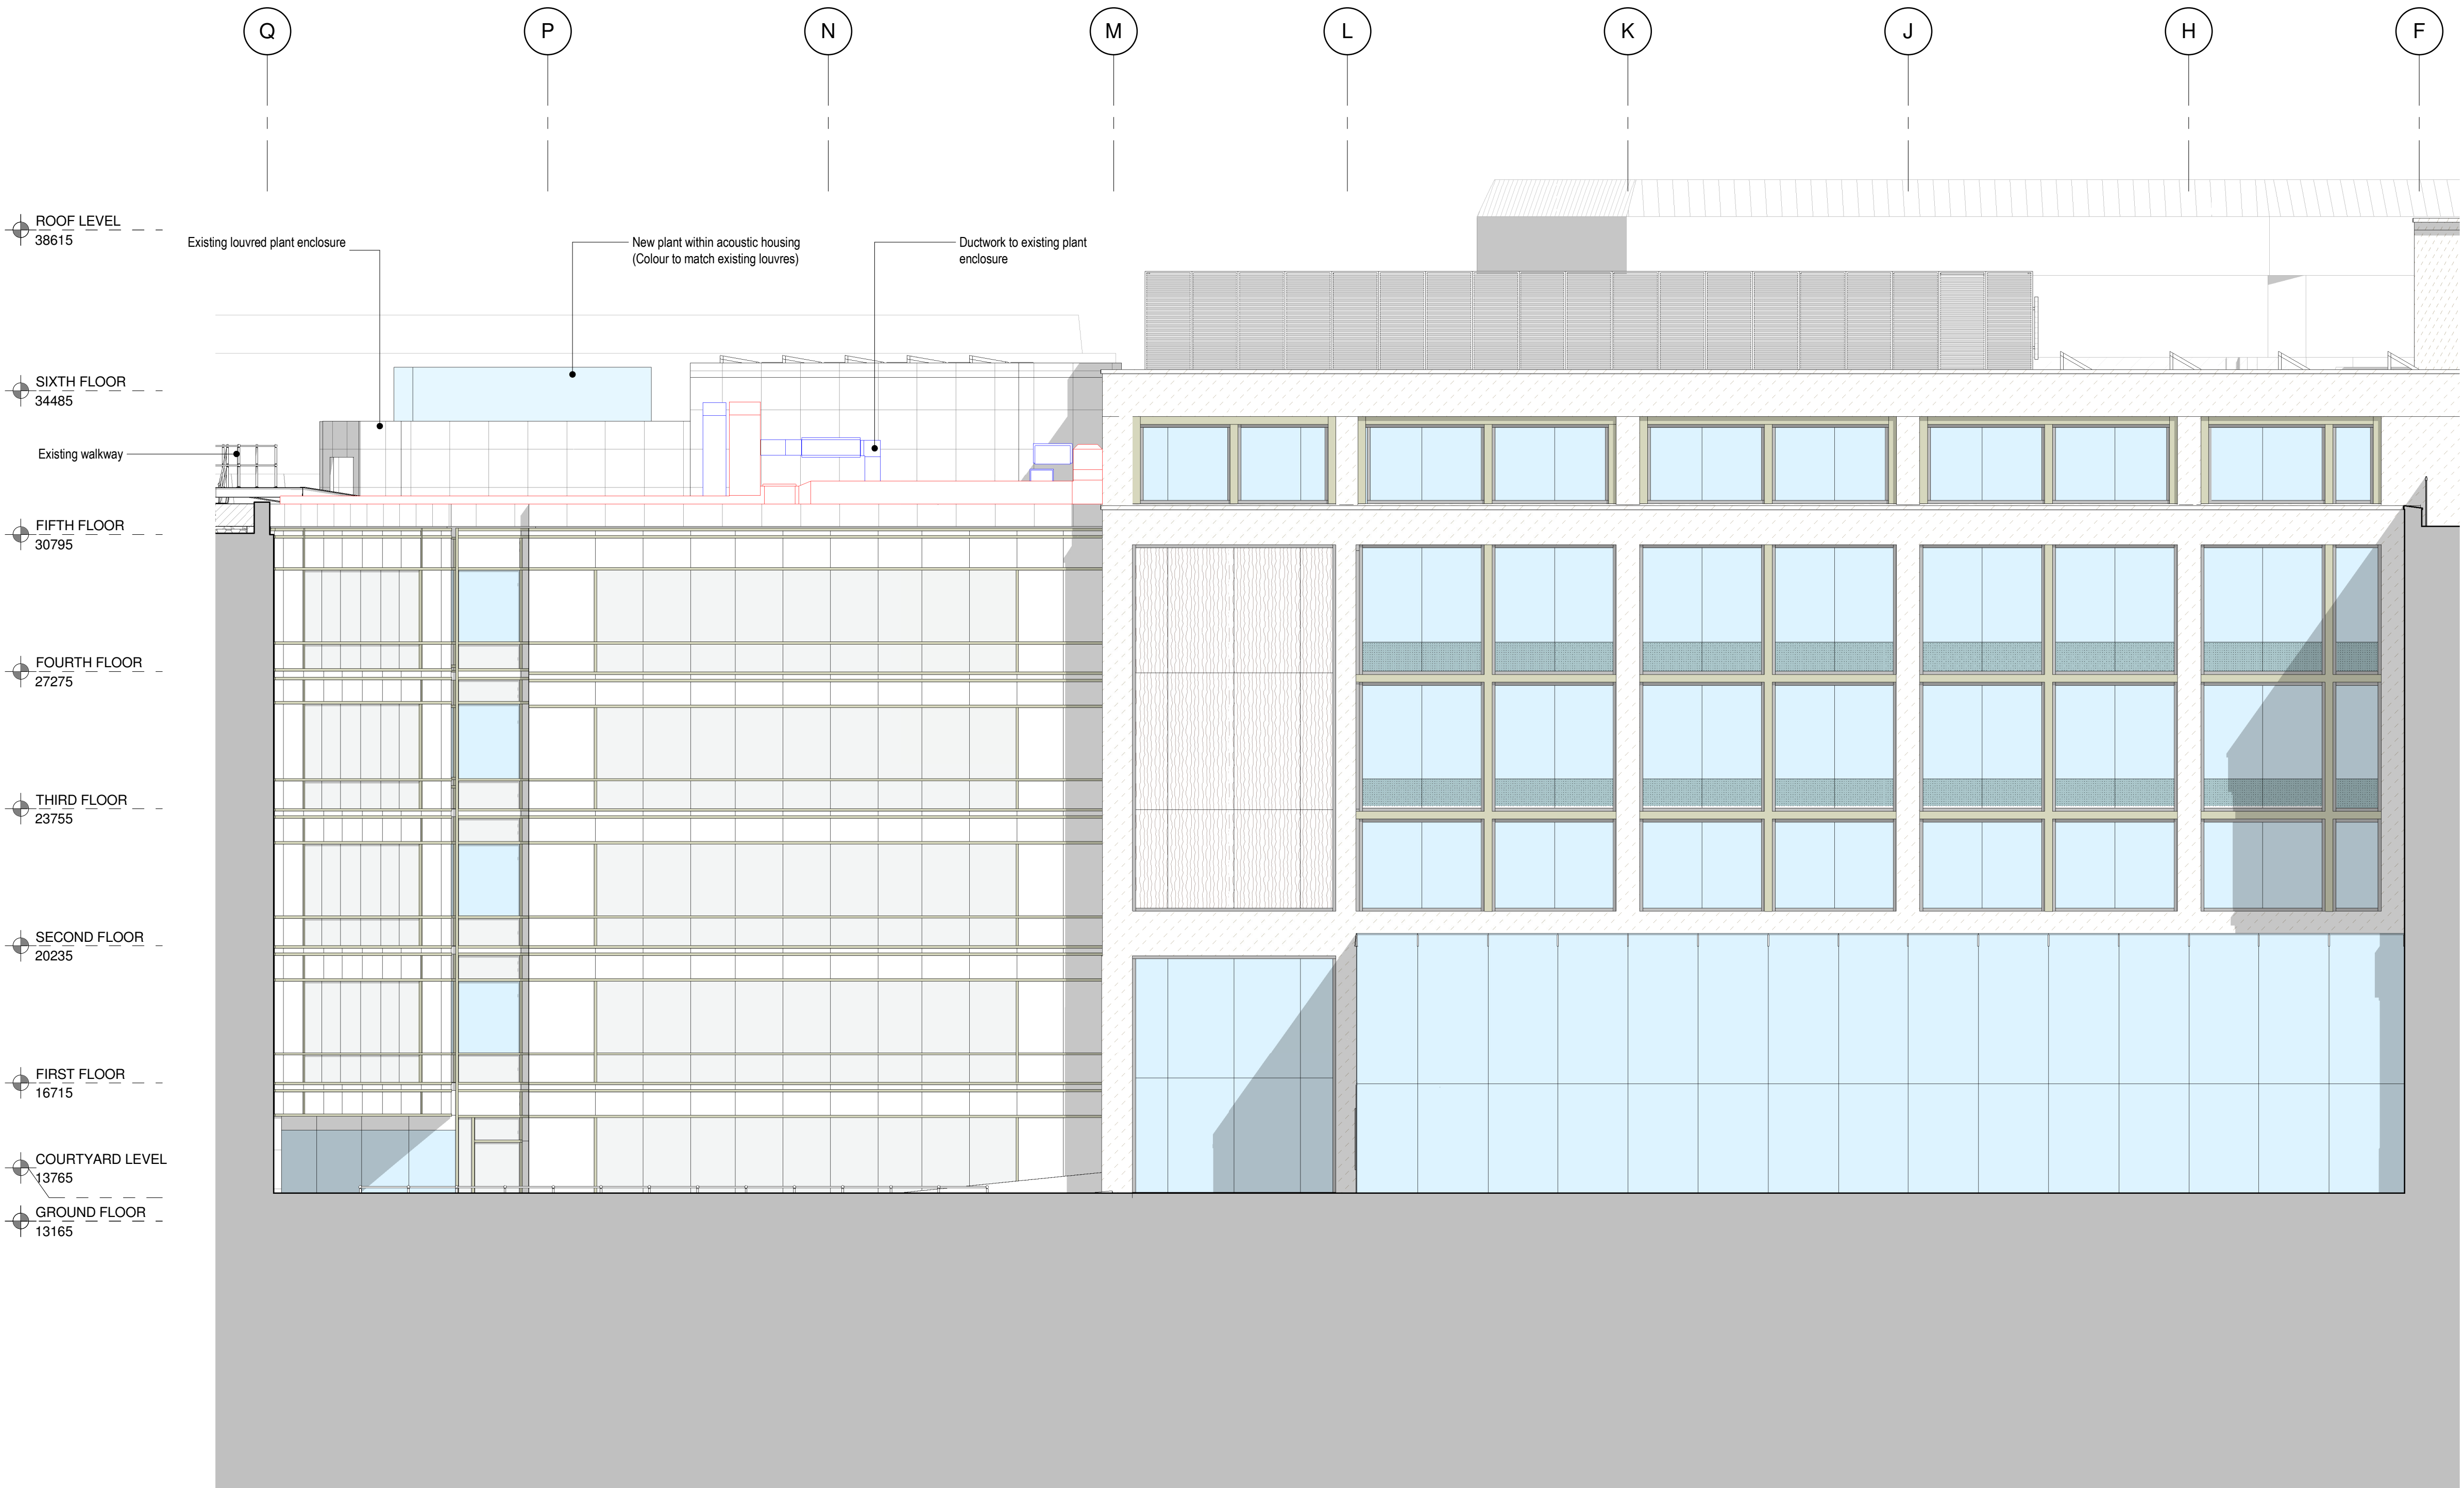 Q
P
N
M
L
K
J
H
F
ROOF LEVEL
38615
Existing louvred plant enclosure
New plant within acoustic housing
(Colour to match existing louvres)
Ductwork to existing plant
enclosure
SIXTH FLOOR
34485
Existing walkway
FIFTH FLOOR
30795
FOURTH FLOOR
27275
THIRD FLOOR
23755
SECOND FLOOR
20235
FIRST FLOOR
16715
COURTYARD LEVEL
13765
GROUND FLOOR
13165